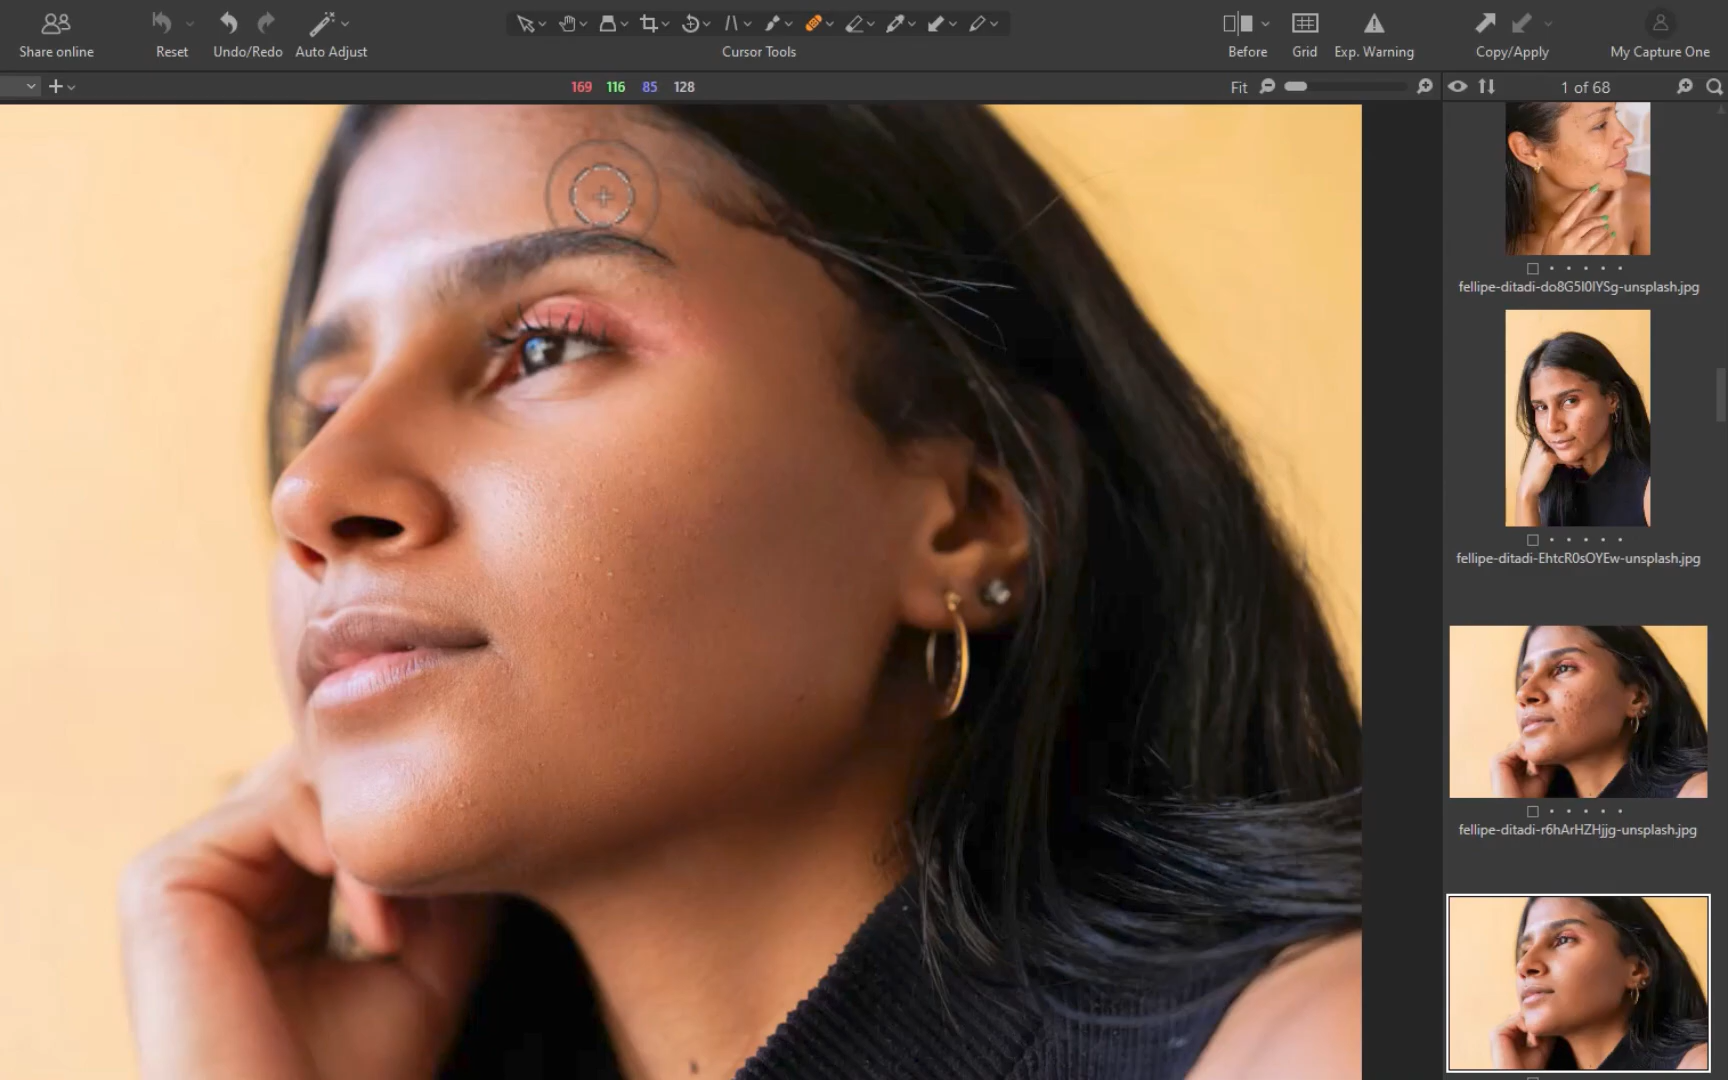 Share online
Reset
Undo/Redo
Auto Adjust
Cursor Tools
Before
Grid
Exp. Warning
Copy/Apply
My Capture One
169 116 85 128
Fit
1 of 68
fellipe-ditadi-do8G5I0lYSg-unsplash.jpg
fellipe-ditadi-EhtcR0sOYEw-unsplash.jpg
fellipe-ditadi-r6hArHZHjjg-unsplash.jpg